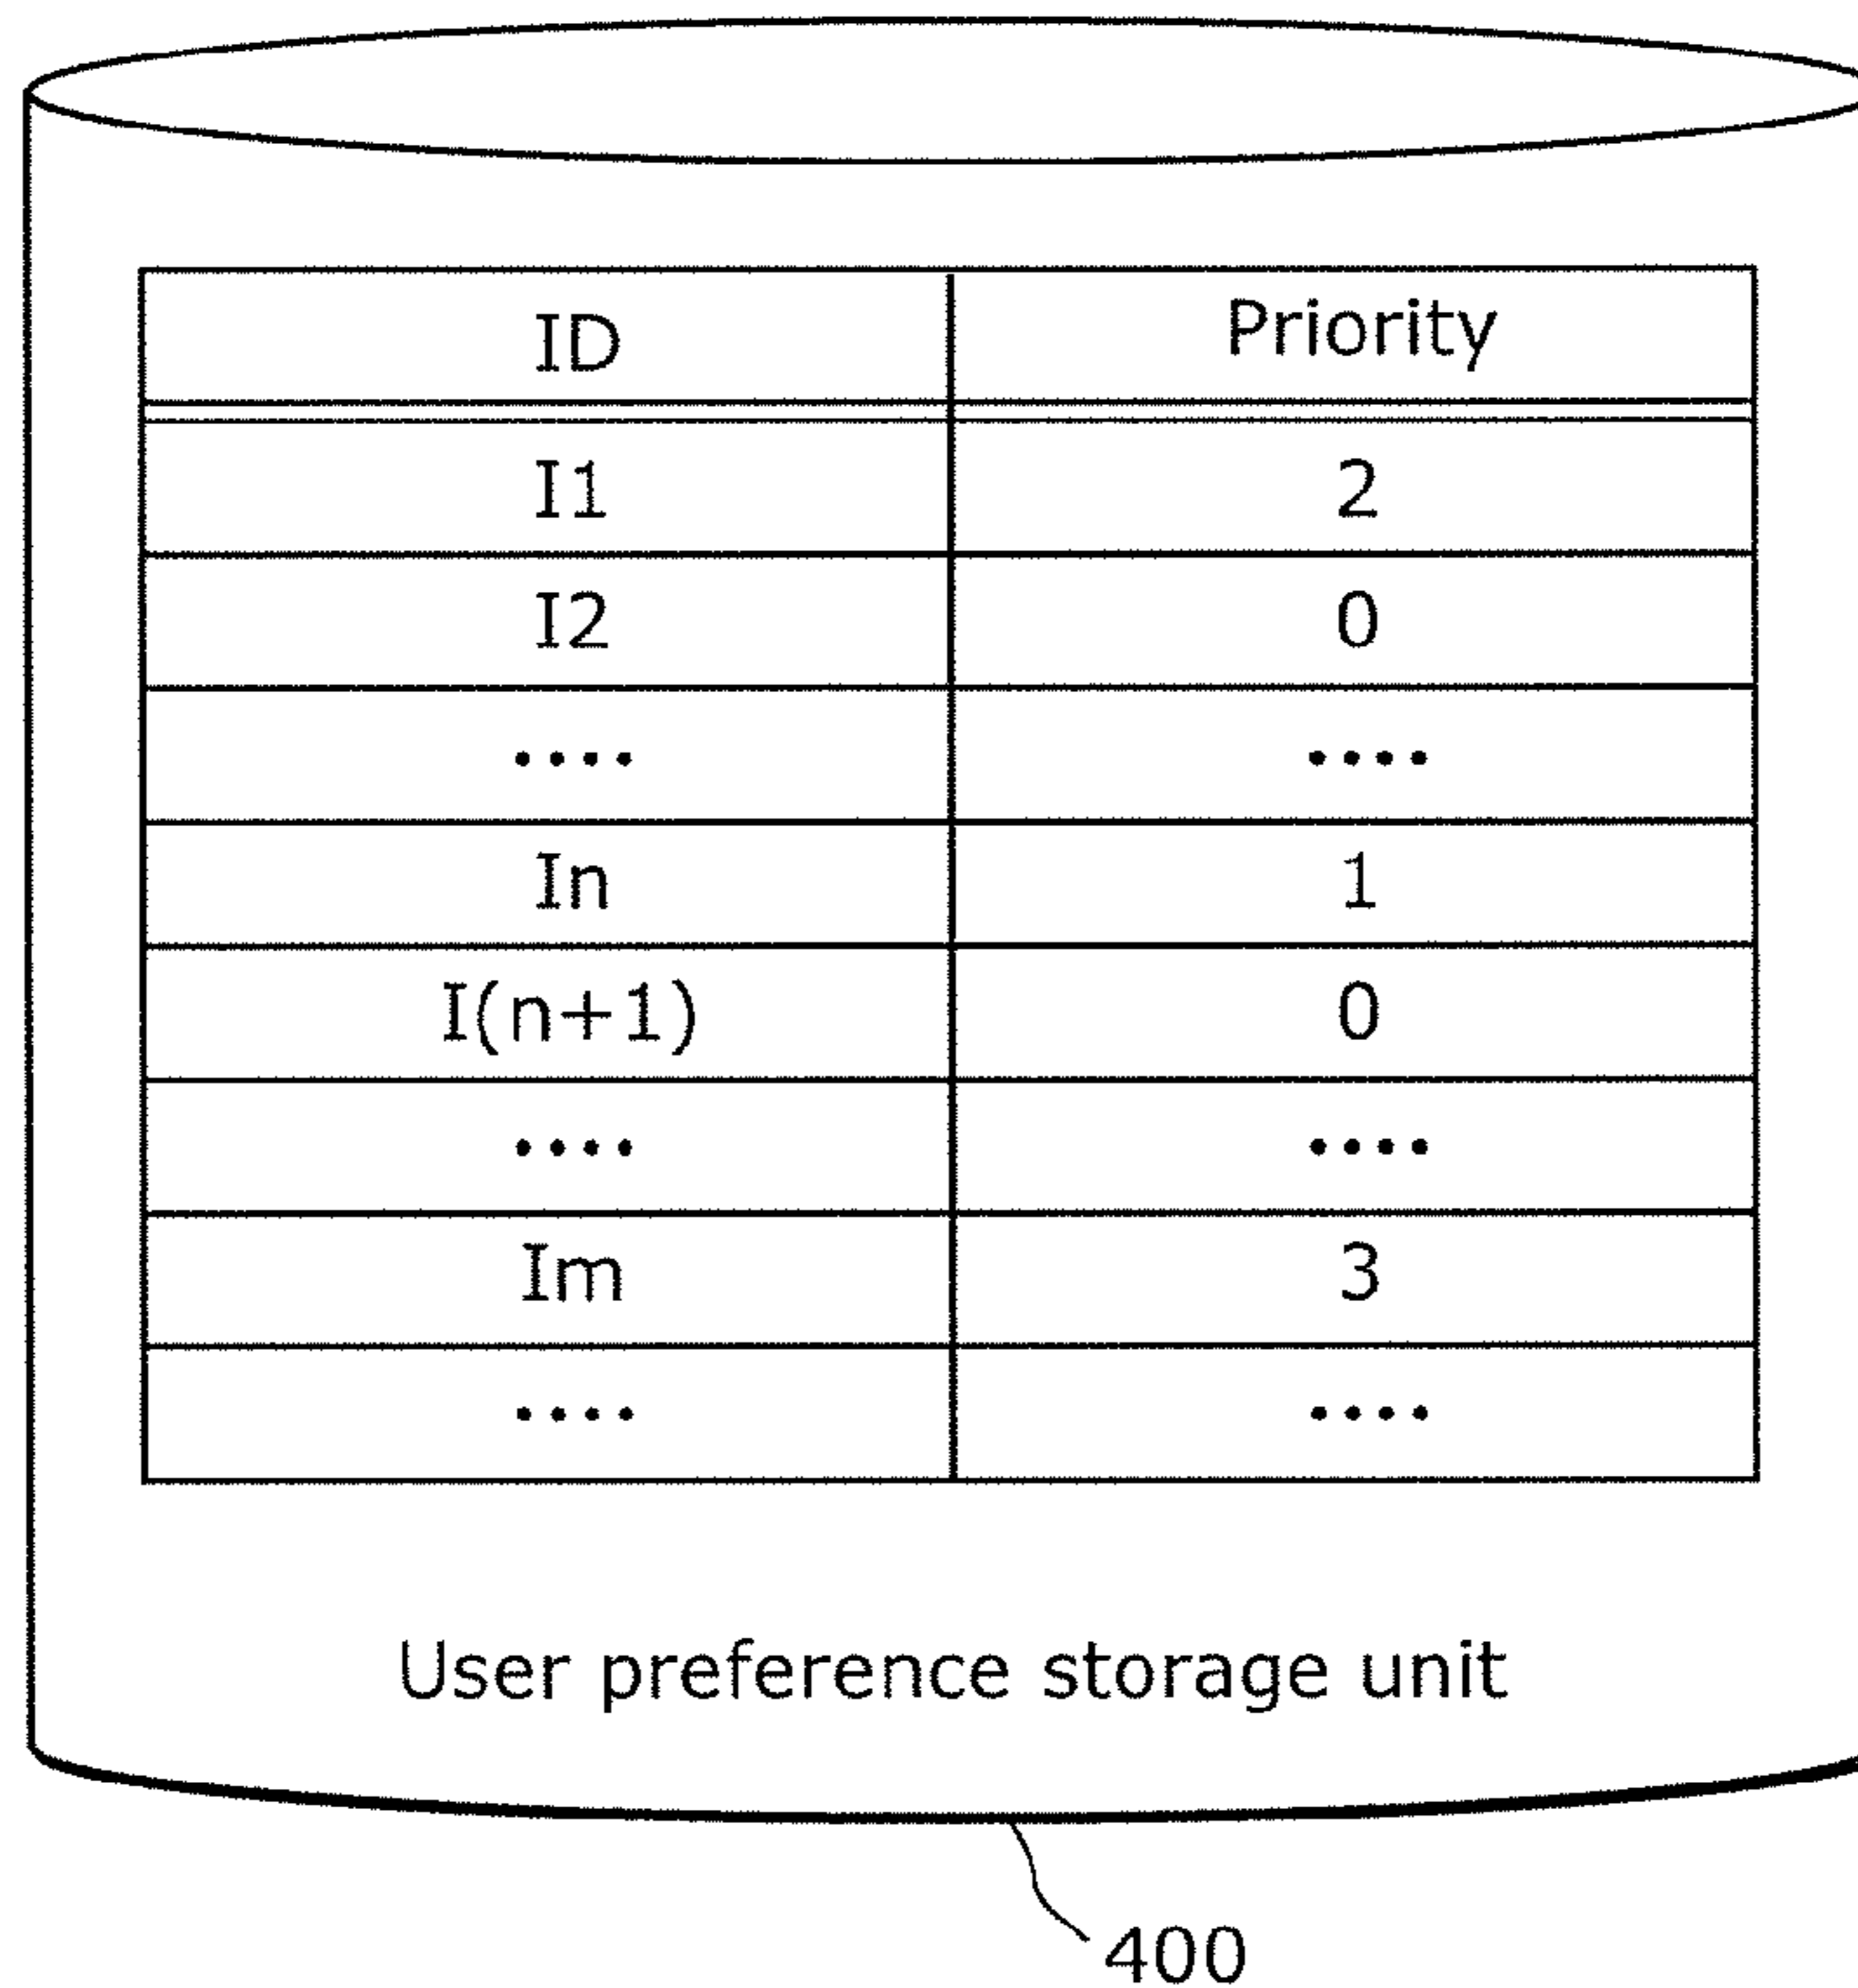 ID Priority
I1 2
I2 0
.... ....
In 1
I(n+1) 0
.... ....
Im 3
.... ....
User preference storage unit
400